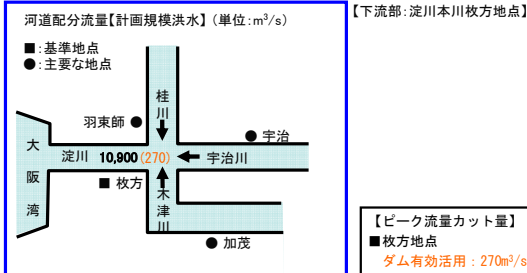 河道配分流量【計画規模洪水】（単位：m³/s）
【下流部：淀川本川枚方地点】
■：基準地点
●：主要な地点
桂川
羽束師 ●
● 宇治
大阪湾
淀川 10,900(270)
宇治川
■ 枚方
木津川
● 加茂
【ピーク流量カット量】
■枚方地点
ダム有効活用：270m³/s